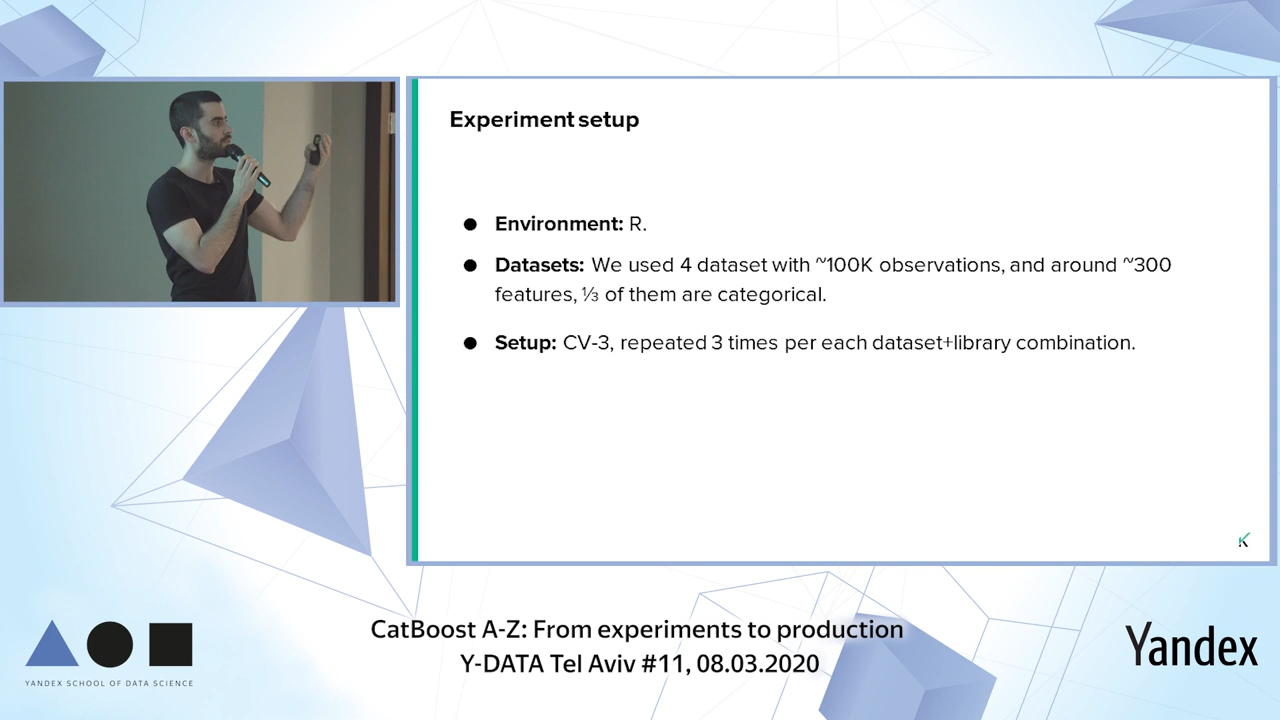 Experiment setup
● Environment: R.
● Datasets: We used 4 dataset with ~100K observations, and around ~300
features, ⅓ of them are categorical.
● Setup: CV-3, repeated 3 times per each dataset+library combination.
K
CatBoost A-Z: From experiments to production
Y-DATA Tel Aviv #11, 08.03.2020
YANDEX SCHOOL OF DATA SCIENCE
Yandex